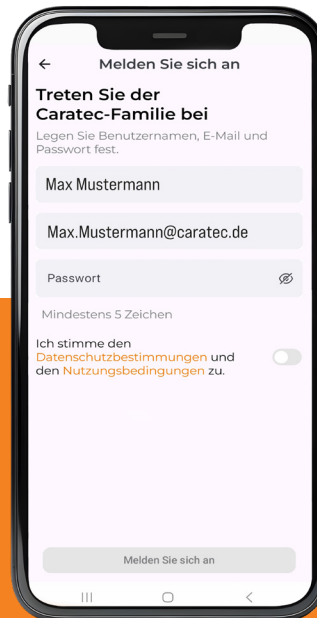 Melden Sie sich an
Treten Sie der
Caratec-Familie bei
Legen Sie Benutzernamen, E-Mail und
Passwort fest.
Max Mustermann
Max.Mustermann@caratec.de
Passwort
Mindestens 5 Zeichen
Ich stimme den
Datenschutzbestimmungen und
den Nutzungsbedingungen zu.
Melden Sie sich an